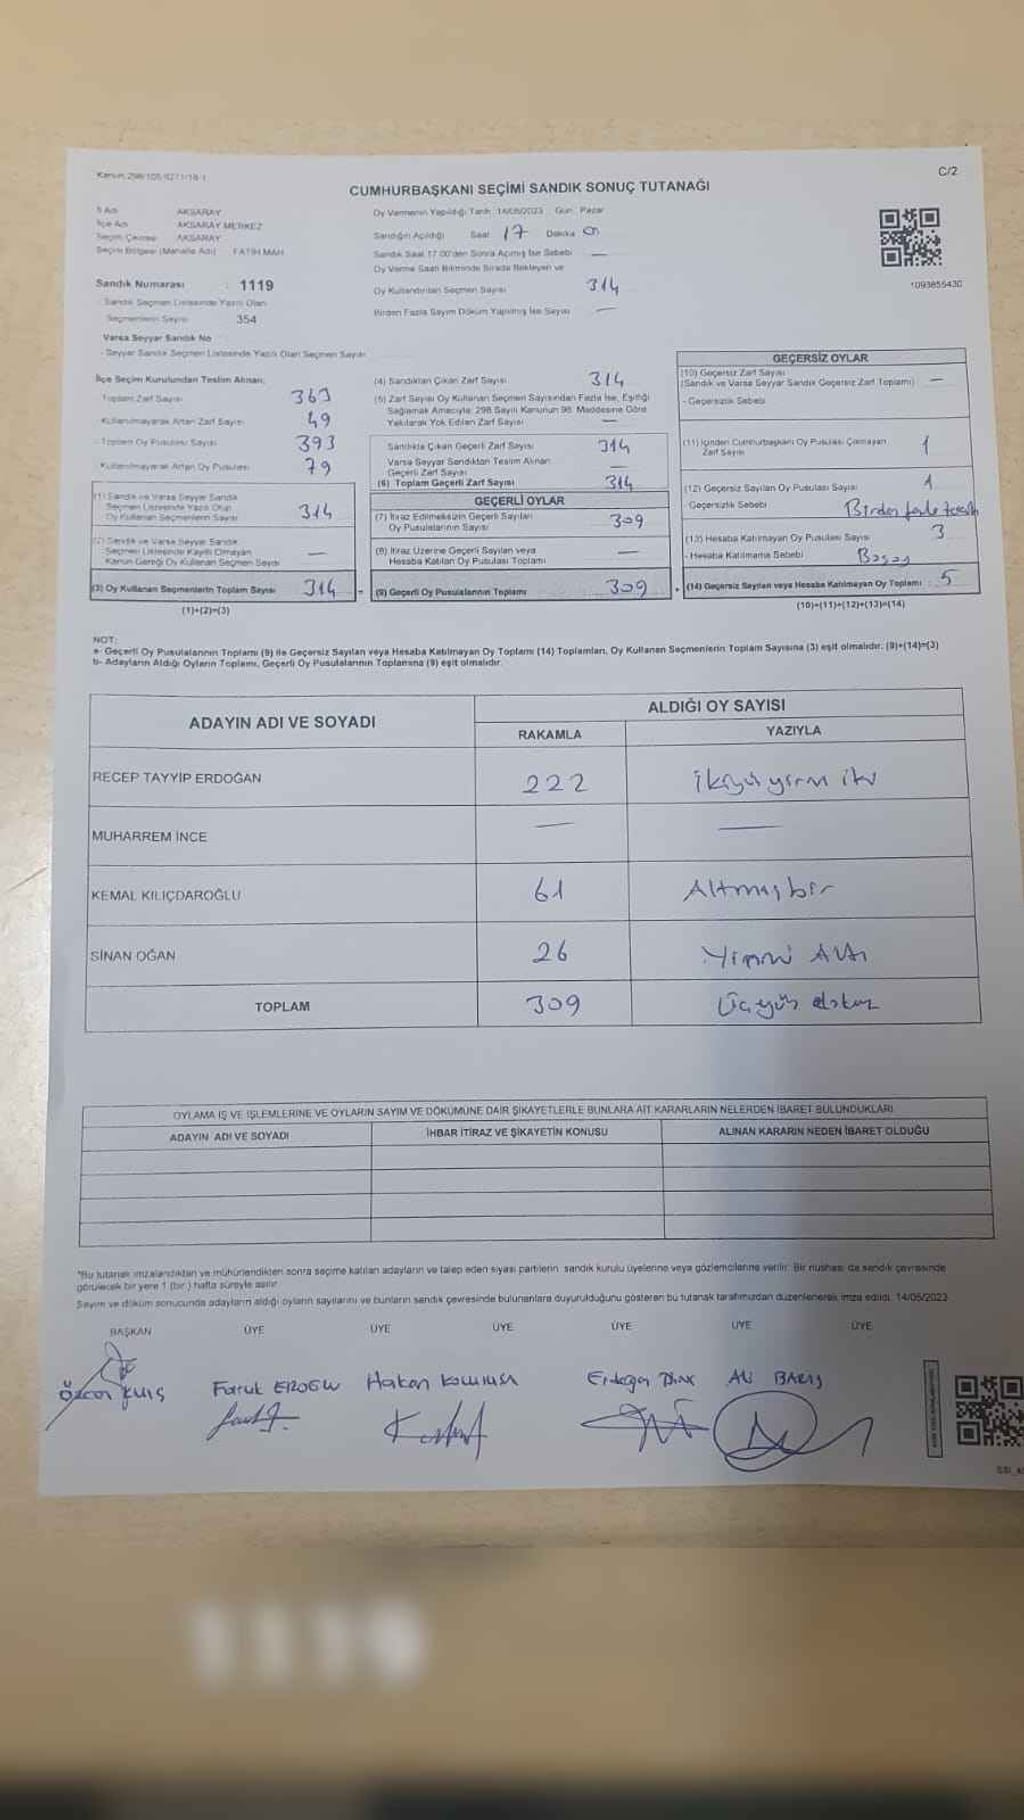 Kanun:298/105
C/2
CUMHURBAŞKANI SEÇİMİ SANDIK SONUÇ TUTANAĞI
İl Adı AKSARAY
İlçe Adı AKSARAY MERKEZ
Seçim Çevresi AKSARAY
Seçim Bölgesi (Mahalle Adı) FATİH MAH
Sandık Numarası : 1119
- Sandık Seçmen Listesinde Yazılı Olan
Seçmenlerin Sayısı 354
Varsa Seyyar Sandık No
- Seyyar Sandık Seçmen Listesinde Yazılı Olan Seçmen Sayısı
Oy Vermenin Yapıldığı Tarih: 14/05/2023 Gün: Pazar
Sandığın Açıldığı Saat 17 Dakika
Sandık Saat 17:00'den Sonra Açılmış İse Sebebi —
Oy Verme Saati Bitiminde Sırada Bekleyen ve
Oy Kullandırılan Seçmen Sayısı 314
Birden Fazla Sayım Döküm Yapılmış İse Sayısı —
1093855430
İlçe Seçim Kurulundan Teslim Alınan;
Toplam Zarf Sayısı 363
Kullanılmayarak Artan Zarf Sayısı 49
- Toplam Oy Pusulası Sayısı 393
Kullanılmayarak Artan Oy Pusulası 79
(1) Sandık ve Varsa Seyyar Sandık
Seçmen Listesinde Yazılı Olup
Oy Kullanan Seçmenlerin Sayısı 314
(2) Sandık ve Varsa Seyyar Sandık
Seçmen Listesinde Kayıtlı Olmayan
Kanun Gereği Oy Kullanan Seçmen Sayısı —
(3) Oy Kullanan Seçmenlerin Toplam Sayısı 314
(1)+(2)=(3)
(4) Sandıktan Çıkan Zarf Sayısı 314
(5) Zarf Sayısı Oy Kullanan Seçmen Sayısından Fazla İse, Eşitliği
Sağlamak Amacıyla; 298 Sayılı Kanunun 98. Maddesine Göre
Yakılarak Yok Edilen Zarf Sayısı —
Sandıkta Çıkan Geçerli Zarf Sayısı 314
Varsa Seyyar Sandıktan Teslim Alınan
Geçerli Zarf Sayısı —
(6) Toplam Geçerli Zarf Sayısı 314
GEÇERLİ OYLAR
(7) İtiraz Edilmeksizin Geçerli Sayılan
Oy Pusulalarının Sayısı 309
(8) İtiraz Üzerine Geçerli Sayılan veya
Hesaba Katılan Oy Pusulası Toplamı —
(9) Geçerli Oy Pusulalarının Toplamı 309
GEÇERSİZ OYLAR
(10) Geçersiz Zarf Sayısı
(Sandık ve Varsa Seyyar Sandık Geçersiz Zarf Toplamı) —
- Geçersizlik Sebebi
(11) İçinden Cumhurbaşkanı Oy Pusulası Çıkmayan
Zarf Sayısı 1
(12) Geçersiz Sayılan Oy Pusulası Sayısı 1
Geçersizlik Sebebi Birden fazla
(13) Hesaba Katılmayan Oy Pusulası Sayısı 3
- Hesaba Katılmama Sebebi
(14) Geçersiz Sayılan veya Hesaba Katılmayan Oy Toplamı : 5
(10)+(11)+(12)+(13)=(14)
NOT:
a- Geçerli Oy Pusulalarının Toplamı (9) ile Geçersiz Sayılan veya Hesaba Katılmayan Oy Toplamı (14) Toplamları, Oy Kullanan Seçmenlerin Toplam Sayısına (3) eşit olmalıdır. (9)+(14)=(3)
b- Adayların Aldığı Oyların Toplamı, Geçerli Oy Pusulalarının Toplamına (9) eşit olmalıdır.
ADAYIN ADI VE SOYADI
ALDIĞI OY SAYISI
RAKAMLA YAZIYLA
RECEP TAYYİP ERDOĞAN 222 ikiyüz yirmi iki
MUHARREM İNCE — —
KEMAL KILIÇDAROĞLU 61 Altmış bir
SİNAN OĞAN 26 Yirmi Altı
TOPLAM 309 Üçyüz dokuz
OYLAMA İŞ VE İŞLEMLERİNE VE OYLARIN SAYIM VE DÖKÜMÜNE DAİR ŞİKAYETLERLE BUNLARA AİT KARARLARIN NELERDEN İBARET BULUNDUKLARI
ADAYIN ADI VE SOYADI İHBAR İTİRAZ VE ŞİKAYETİN KONUSU ALINAN KARARIN NEDEN İBARET OLDUĞU
*Bu tutanak imzalandıktan ve mühürlendikten sonra seçime katılan adayların ve talep eden siyasi partilerin sandık kurulu üyelerine veya gözlemcilerine verilir. Bir nüshası da sandık çevresinde
görülecek bir yere 1 (bir) hafta süreyle asılır.
Sayım ve döküm sonucunda adayların aldığı oyların sayılarını ve bunların sandık çevresinde bulunanlara duyurulduğunu gösteren bu tutanak tarafımızdan düzenlenerek imza edildi. 14/05/2023
BAŞKAN ÜYE ÜYE ÜYE ÜYE ÜYE ÜYE
Özcan Faruk Hakan Ali BARIŞ
1119